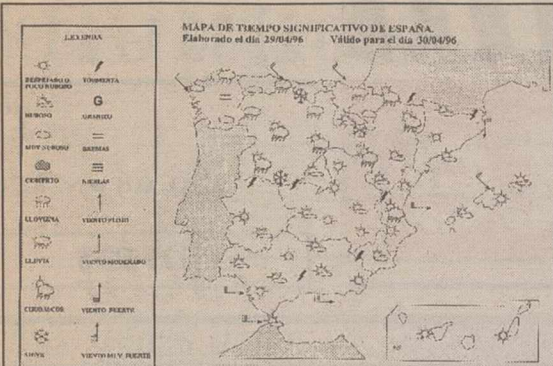 MAPA DE TIEMPO SIGNIFICATIVO DE ESPAÑA.
Elaborado el día 29/04/96 Válido para el día 30/04/96
LEYENDA
DESPEJADO O
POCO NUBOSO
TORMENTA
NUBOSO
GRANIZO
G
MUY NUBOSO
BRUMAS
CUBIERTO
NIEBLAS
LLOVIZNA
VIENTO FLOJO
LLUVIA
VIENTO MODERADO
CHUBASCOS
VIENTO FUERTE
NIEVE
VIENTO MUY FUERTE